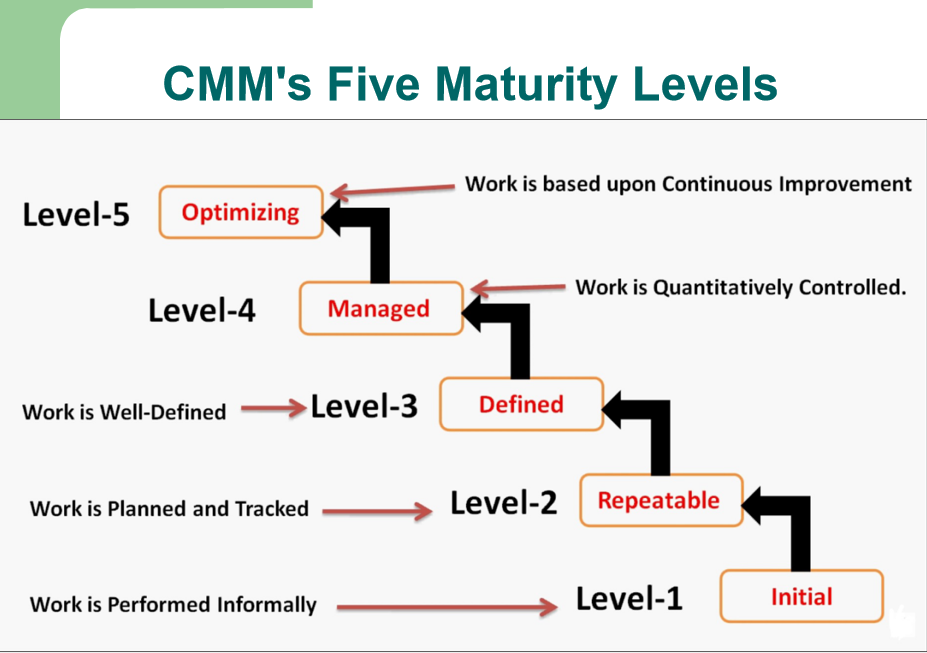 CMM's Five Maturity Levels
Work is based upon Continuous Improvement
Level-5 Optimizing
Work is Quantitatively Controlled.
Level-4 Managed
Work is Well-Defined Level-3 Defined
Work is Planned and Tracked Level-2 Repeatable
Work is Performed Informally Level-1 Initial